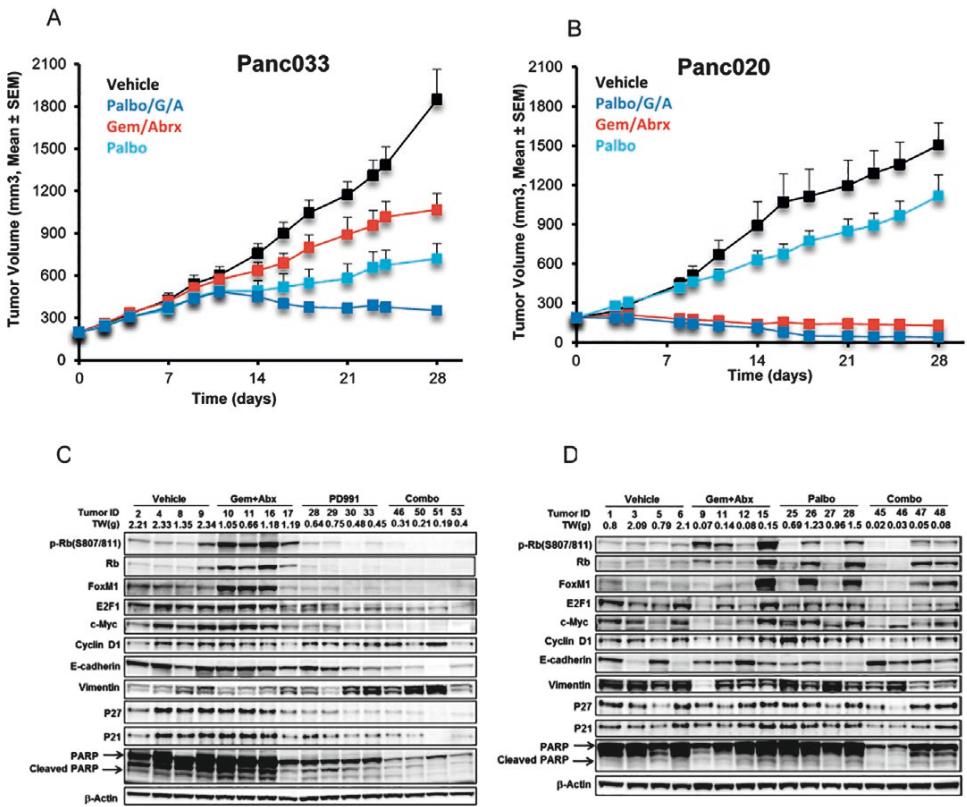 A
Panc033
Tumor Volume (mm3, Mean ± SEM)
2100
1800
1500
1200
900
600
300
0
Vehicle
Palbo/G/A
Gem/Abrx
Palbo
0 7 14 21 28
Time (days)
B
Panc020
Tumor Volume (mm3, Mean ± SEM)
2100
1800
1500
1200
900
600
300
0
Vehicle
Palbo/G/A
Gem/Abrx
Palbo
0 7 14 21 28
Time (days)
C
Vehicle Gem+Abx PD991 Combo
Tumor ID 2 4 8 9 10 11 16 17 28 29 30 33 46 50 51 53
TW(g) 2.21 2.33 1.35 2.34 1.05 0.66 1.18 1.19 0.64 0.75 0.48 0.45 0.31 0.21 0.19 0.4
p-Rb(S807/811)
Rb
FoxM1
E2F1
c-Myc
Cyclin D1
E-cadherin
Vimentin
P27
P21
PARP
Cleaved PARP
β-Actin
D
Vehicle Gem+Abx Palbo Combo
Tumor ID 1 3 5 6 9 11 12 15 25 26 27 28 45 46 47 48
TW(g) 0.8 2.09 0.79 2.1 0.07 0.14 0.08 0.15 0.69 1.23 0.96 1.5 0.02 0.03 0.05 0.08
p-Rb(S807/811)
Rb
FoxM1
E2F1
c-Myc
Cyclin D1
E-cadherin
Vimentin
P27
P21
PARP
Cleaved PARP
β-Actin